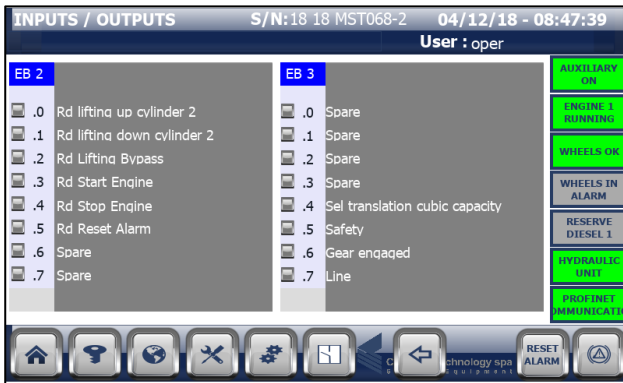 INPUTS / OUTPUTS S/N:18 18 MST068-2 04/12/18 - 08:47:39
User : oper
EB 2
.0 Rd lifting up cylinder 2
.1 Rd lifting down cylinder 2
.2 Rd Lifting Bypass
.3 Rd Start Engine
.4 Rd Stop Engine
.5 Rd Reset Alarm
.6 Spare
.7 Spare
EB 3
.0 Spare
.1 Spare
.2 Spare
.3 Spare
.4 Sel translation cubic capacity
.5 Safety
.6 Gear engaged
.7 Line
AUXILIARY
ON
ENGINE 1
RUNNING
WHEELS OK
WHEELS IN
ALARM
RESERVE
DIESEL 1
HYDRAULIC
UNIT
PROFINET
OMMUNICATI
chnology spa
Equipment
RESET
ALARM